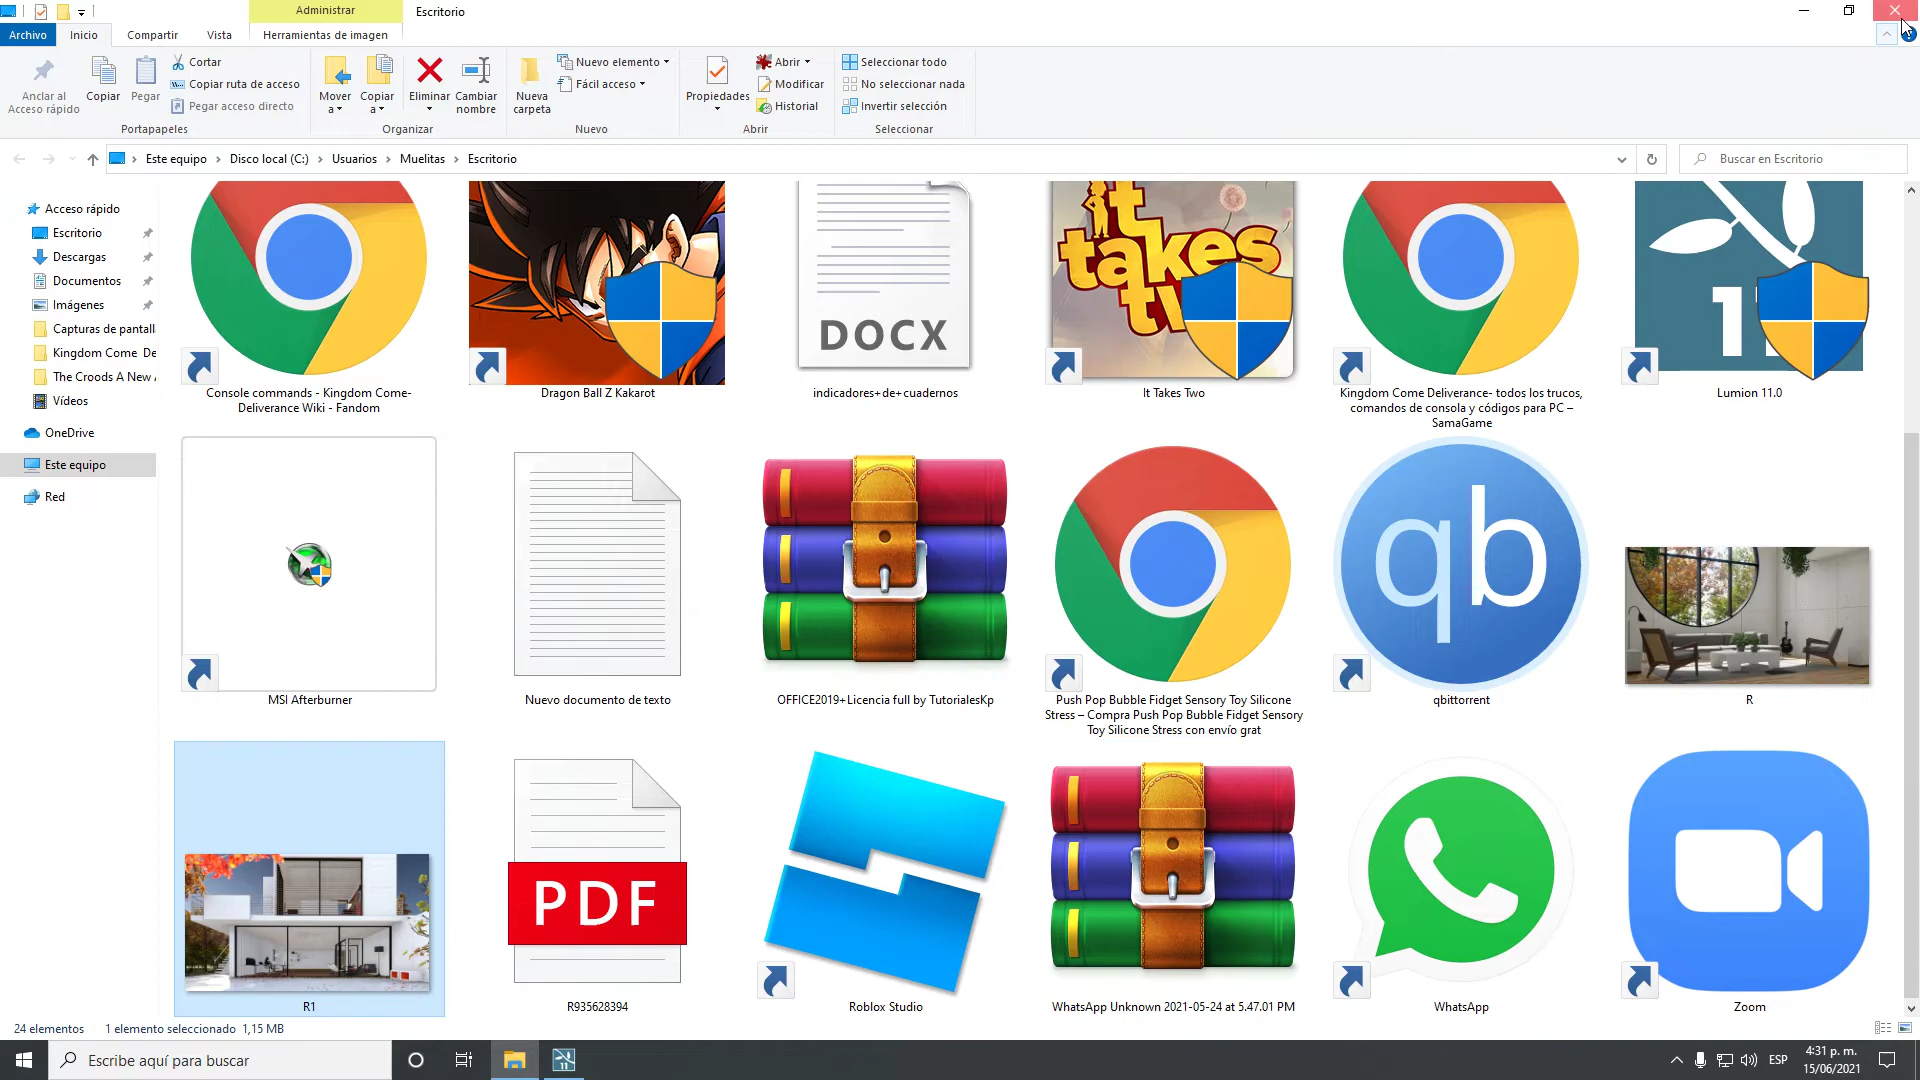 Administrar
Escritorio
Archivo
Inicio
Compartir
Vista
Herramientas de imagen
Anclar al
Acceso rápido
Copiar
Pegar
Cortar
Copiar ruta de acceso
Pegar acceso directo
Portapapeles
Mover
a
Copiar
a
Eliminar
Cambiar
nombre
Organizar
Nueva
carpeta
Nuevo elemento
Fácil acceso
Nuevo
Propiedades
Abrir
Modificar
Historial
Abrir
Seleccionar todo
No seleccionar nada
Invertir selección
Seleccionar
Este equipo
Disco local (C:)
Usuarios
Muelitas
Escritorio
Buscar en Escritorio
Acceso rápido
Escritorio
Descargas
Documentos
Imágenes
Capturas de pantall
Kingdom Come De
The Croods A New
Vídeos
OneDrive
Este equipo
Red
Console commands - Kingdom Come-
Deliverance Wiki - Fandom
Dragon Ball Z Kakarot
DOCX
indicadores+de+cuadernos
it
takes
It Takes Two
Kingdom Come Deliverance- todos los trucos,
comandos de consola y códigos para PC –
SamaGame
Lumion 11.0
MSI Afterburner
Nuevo documento de texto
OFFICE2019+Licencia full by TutorialesKp
Push Pop Bubble Fidget Sensory Toy Silicone
Stress – Compra Push Pop Bubble Fidget Sensory
Toy Silicone Stress con envío grat
qb
qbittorrent
R
R1
PDF
R935628394
Roblox Studio
WhatsApp Unknown 2021-05-24 at 5.47.01 PM
WhatsApp
Zoom
24 elementos
1 elemento seleccionado 1,15 MB
Escribe aquí para buscar
11
ESP
4:31 p. m.
15/06/2021